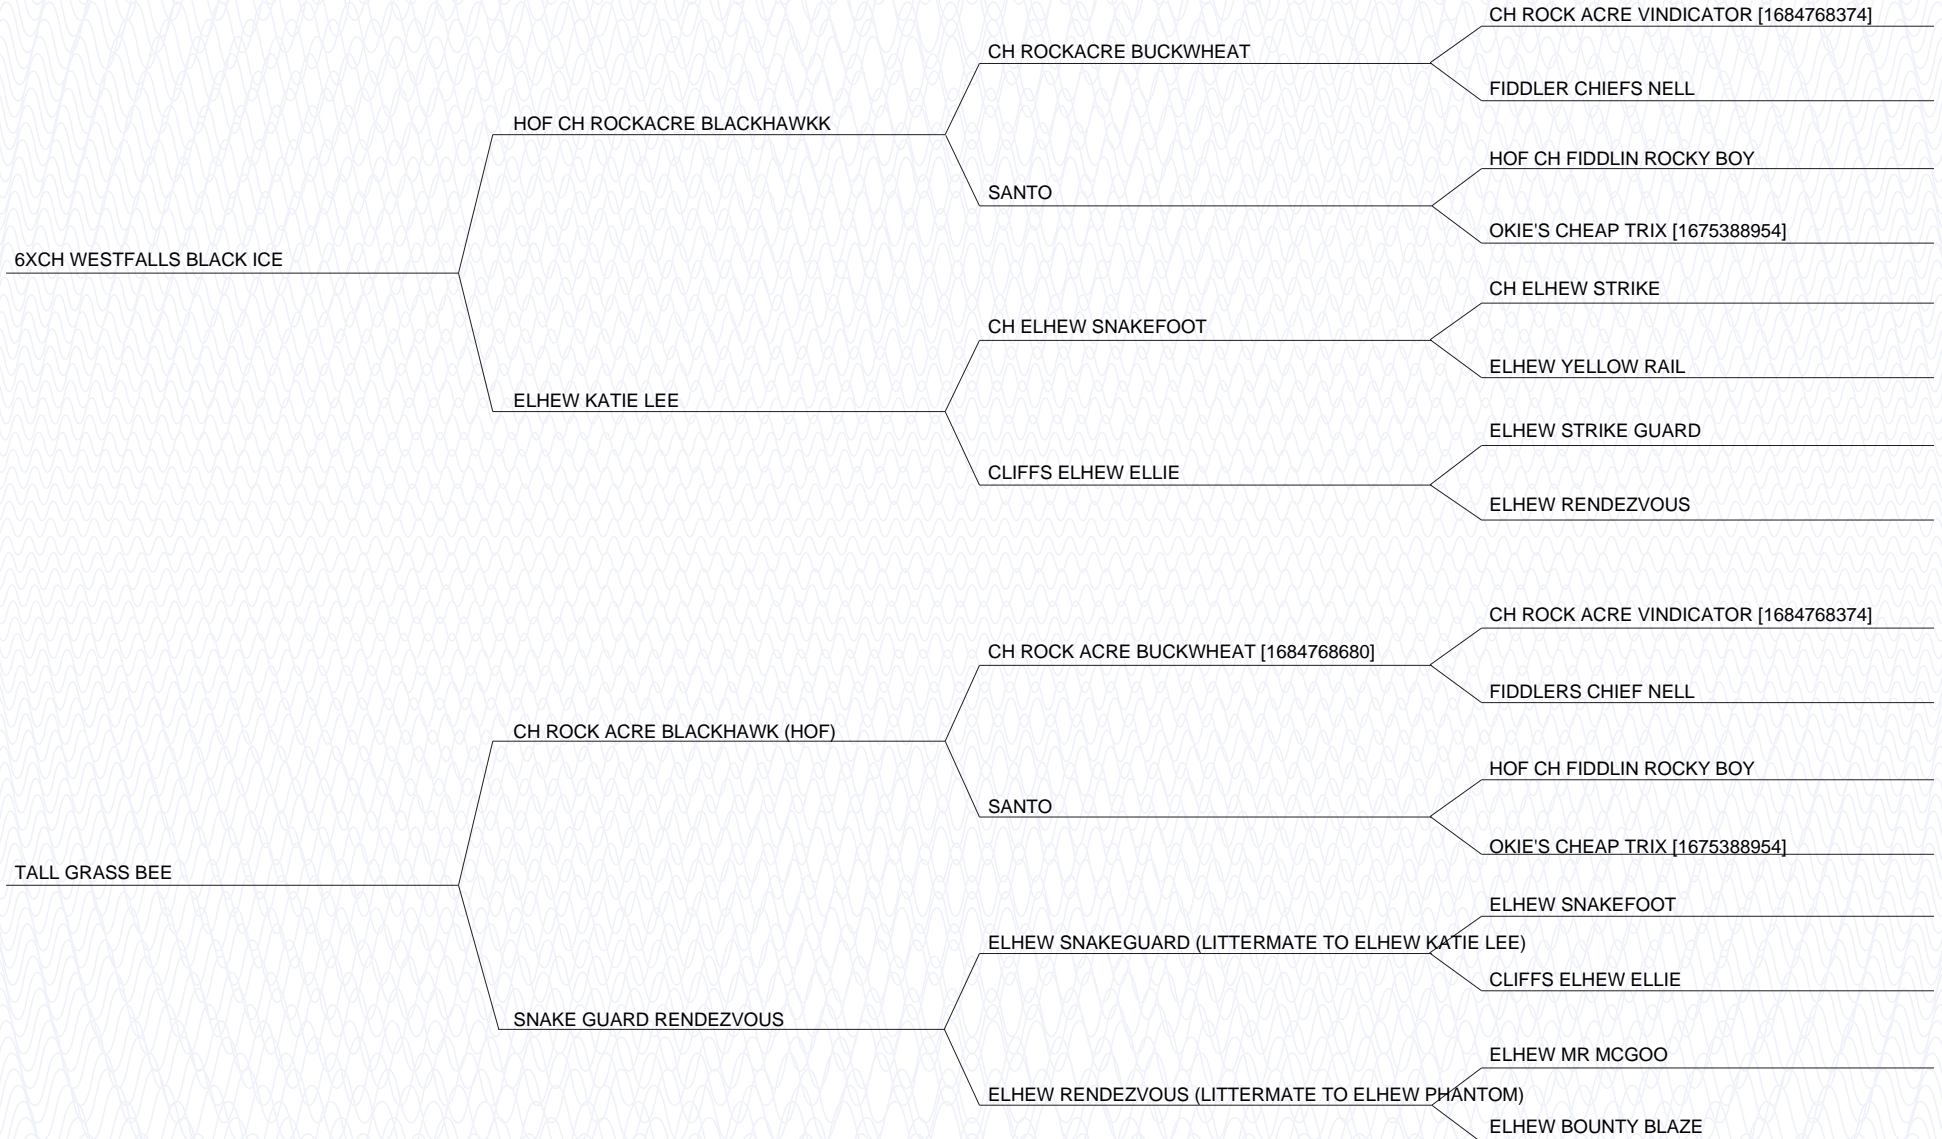 CH ROCK ACRE VINDICATOR [1684768374]
CH ROCKACRE BUCKWHEAT
FIDDLER CHIEFS NELL
HOF CH ROCKACRE BLACKHAWKK
HOF CH FIDDLIN ROCKY BOY
SANTO
OKIE'S CHEAP TRIX [1675388954]
6XCH WESTFALLS BLACK ICE
CH ELHEW STRIKE
CH ELHEW SNAKEFOOT
ELHEW YELLOW RAIL
ELHEW KATIE LEE
ELHEW STRIKE GUARD
CLIFFS ELHEW ELLIE
ELHEW RENDEZVOUS
CH ROCK ACRE VINDICATOR [1684768374]
CH ROCK ACRE BUCKWHEAT [1684768680]
FIDDLERS CHIEF NELL
CH ROCK ACRE BLACKHAWK (HOF)
HOF CH FIDDLIN ROCKY BOY
SANTO
OKIE'S CHEAP TRIX [1675388954]
TALL GRASS BEE
ELHEW SNAKEFOOT
ELHEW SNAKEGUARD (LITTERMATE TO ELHEW KATIE LEE)
CLIFFS ELHEW ELLIE
SNAKE GUARD RENDEZVOUS
ELHEW MR MCGOO
ELHEW RENDEZVOUS (LITTERMATE TO ELHEW PHANTOM)
ELHEW BOUNTY BLAZE